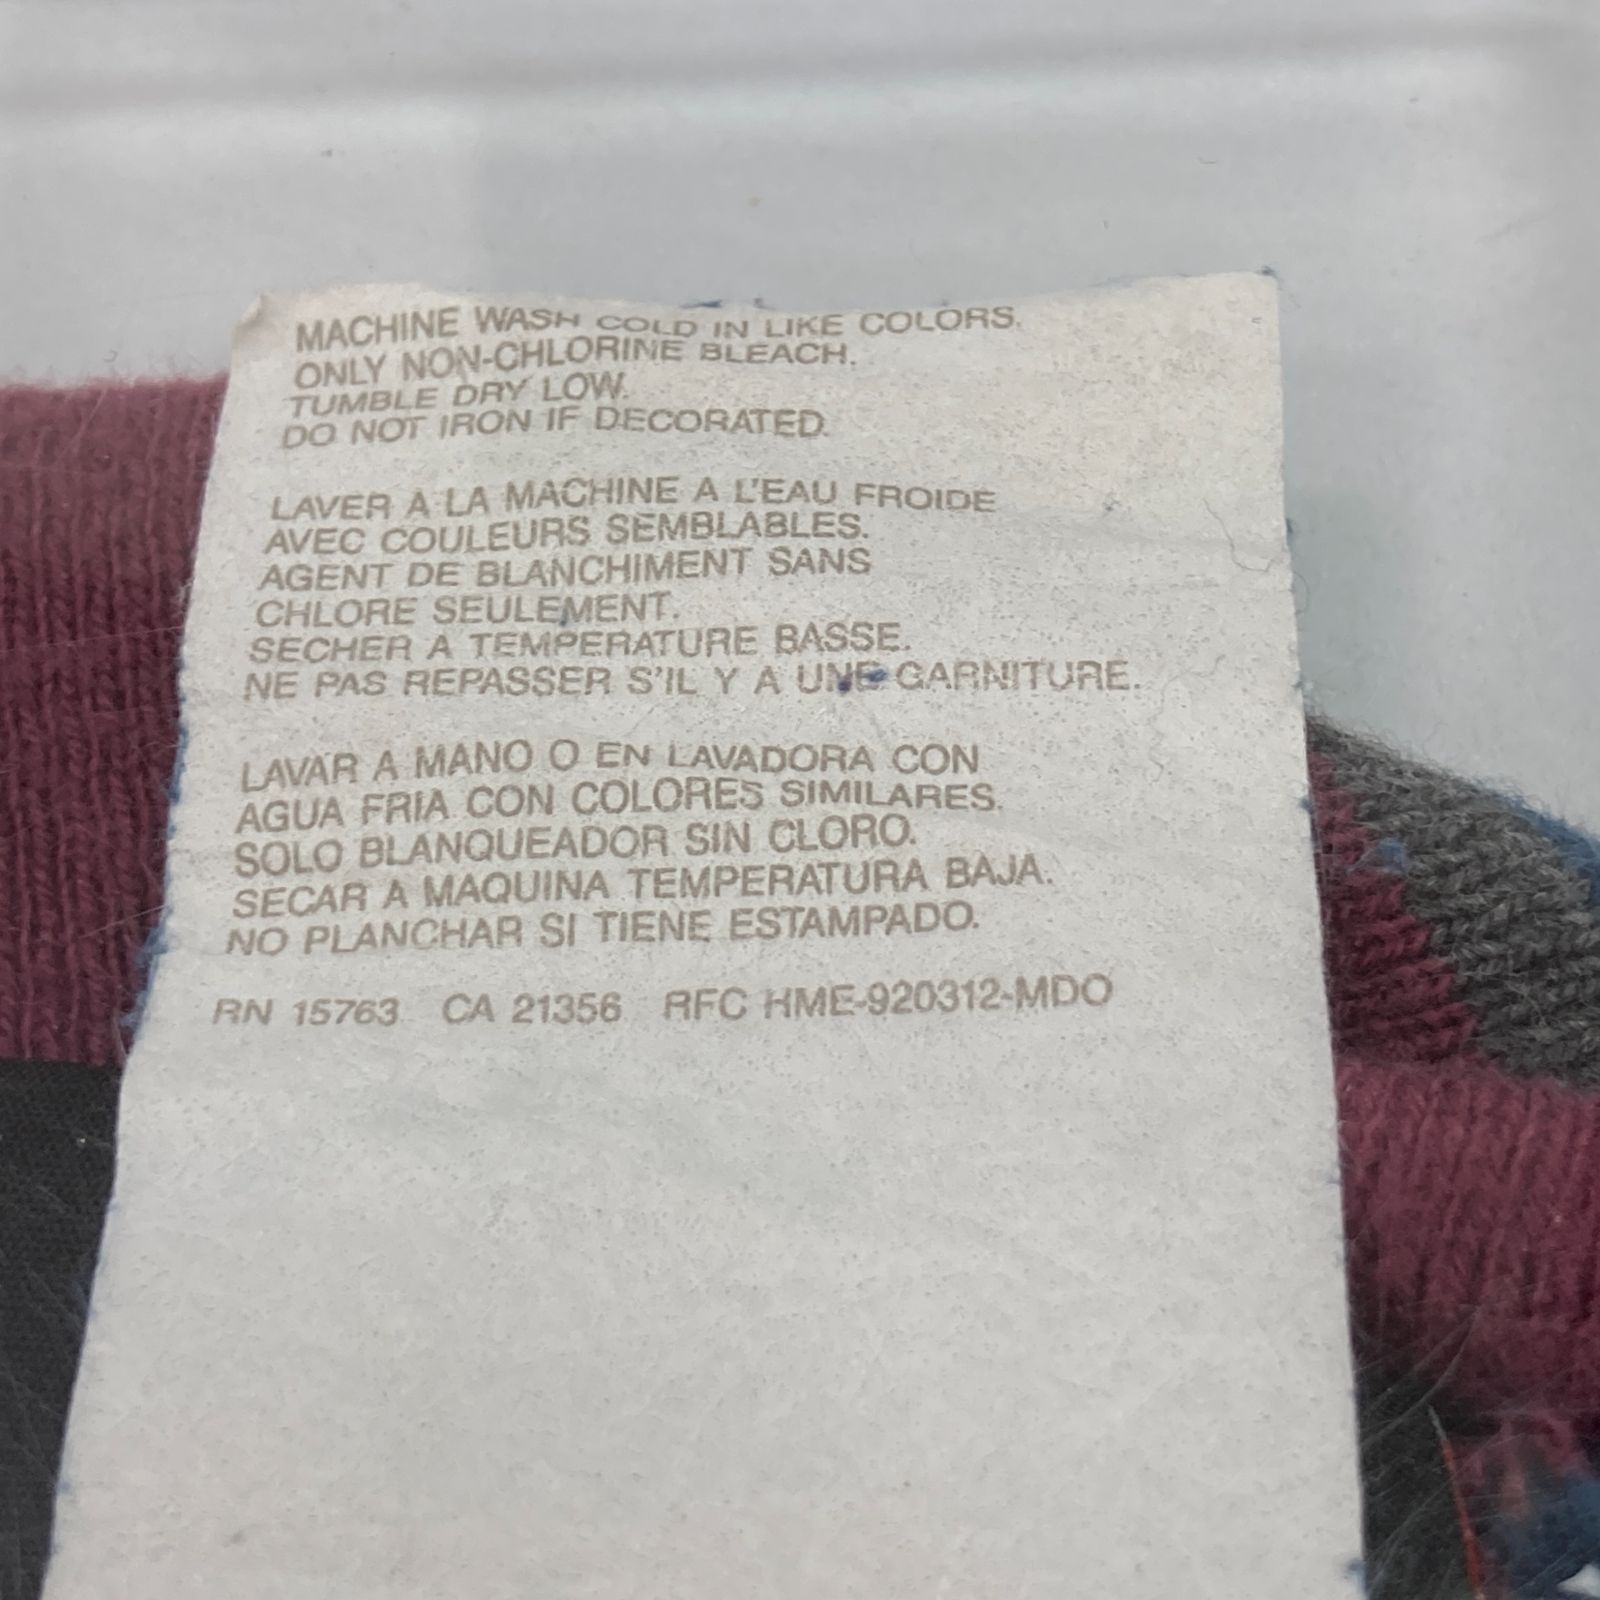 MACHINE WASH COLD IN LIKE COLORS.
ONLY NON-CHLORINE BLEACH.
TUMBLE DRY LOW.
DO NOT IRON IF DECORATED.
LAVER A LA MACHINE A L'EAU FROIDE
AVEC COULEURS SEMBLABLES.
AGENT DE BLANCHIMENT SANS
CHLORE SEULEMENT.
SECHER A TEMPERATURE BASSE.
NE PAS REPASSER S'IL Y A UNE GARNITURE.
LAVAR A MANO O EN LAVADORA CON
AGUA FRIA CON COLORES SIMILARES.
SOLO BLANQUEADOR SIN CLORO.
SECAR A MAQUINA TEMPERATURA BAJA.
NO PLANCHAR SI TIENE ESTAMPADO.
RN 15763 CA 21356 RFC HME-920312-MDO